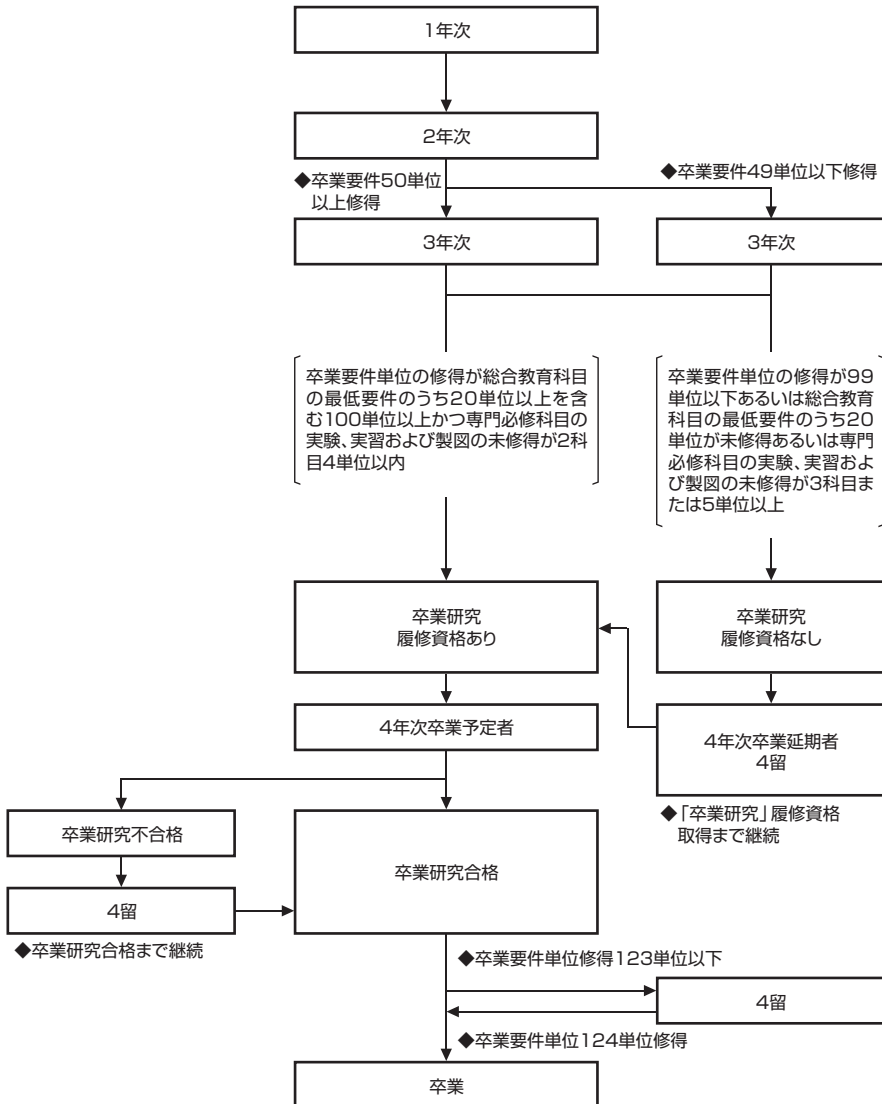 1年次
2年次
◆卒業要件50単位
以上修得
◆卒業要件49単位以下修得
3年次
3年次
卒業要件単位の修得が総合教育科目
の最低要件のうち20単位以上を含
む100単位以上かつ専門必修科目の
実験、実習および製図の未修得が2科
目4単位以内
卒業要件単位の修得が99
単位以下あるいは総合教育
科目の最低要件のうち20
単位が未修得あるいは専門
必修科目の実験、実習およ
び製図の未修得が3科目ま
たは5単位以上
卒業研究
履修資格あり
卒業研究
履修資格なし
4年次卒業予定者
4年次卒業延期者
4留
◆「卒業研究」履修資格
取得まで継続
卒業研究不合格
卒業研究合格
4留
◆卒業研究合格まで継続
◆卒業要件単位修得123単位以下
4留
◆卒業要件単位124単位修得
卒業